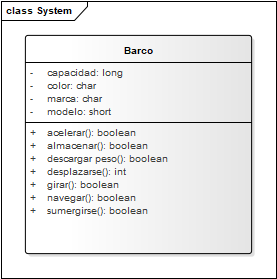 class System
Barco
- capacidad: long
- color: char
- marca: char
- modelo: short
+ acelerar(): boolean
+ almacenar(): boolean
+ descargar peso(): boolean
+ desplazarse(): int
+ girar(): boolean
+ navegar(): boolean
+ sumergirse(): boolean